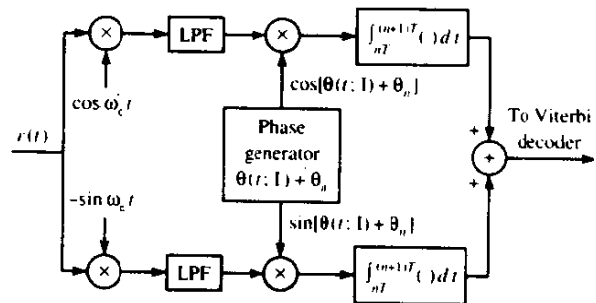 LPF
∫_{nT}^{(n+1)T}( ) dt
cos ω_c t
cos[θ(t; I) + θ_n]
r(t)
Phase
generator
θ(t; I) + θ_n
+
+
+
To Viterbi
decoder
−sin ω_c t
sin[θ(t; I) + θ_n]
LPF
∫_{nT}^{(n+1)T}( ) dt